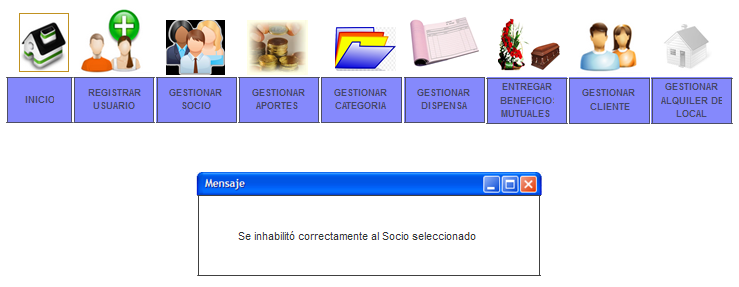 INICIO
REGISTRAR
USUARIO
GESTIONAR
SOCIO
GESTIONAR
APORTES
GESTIONAR
CATEGORIA
GESTIONAR
DISPENSA
ENTREGAR
BENEFICIO:
MUTUALES
GESTIONAR
CLIENTE
GESTIONAR
ALQUILER DE
LOCAL
Mensaje
Se inhabilitó correctamente al Socio seleccionado